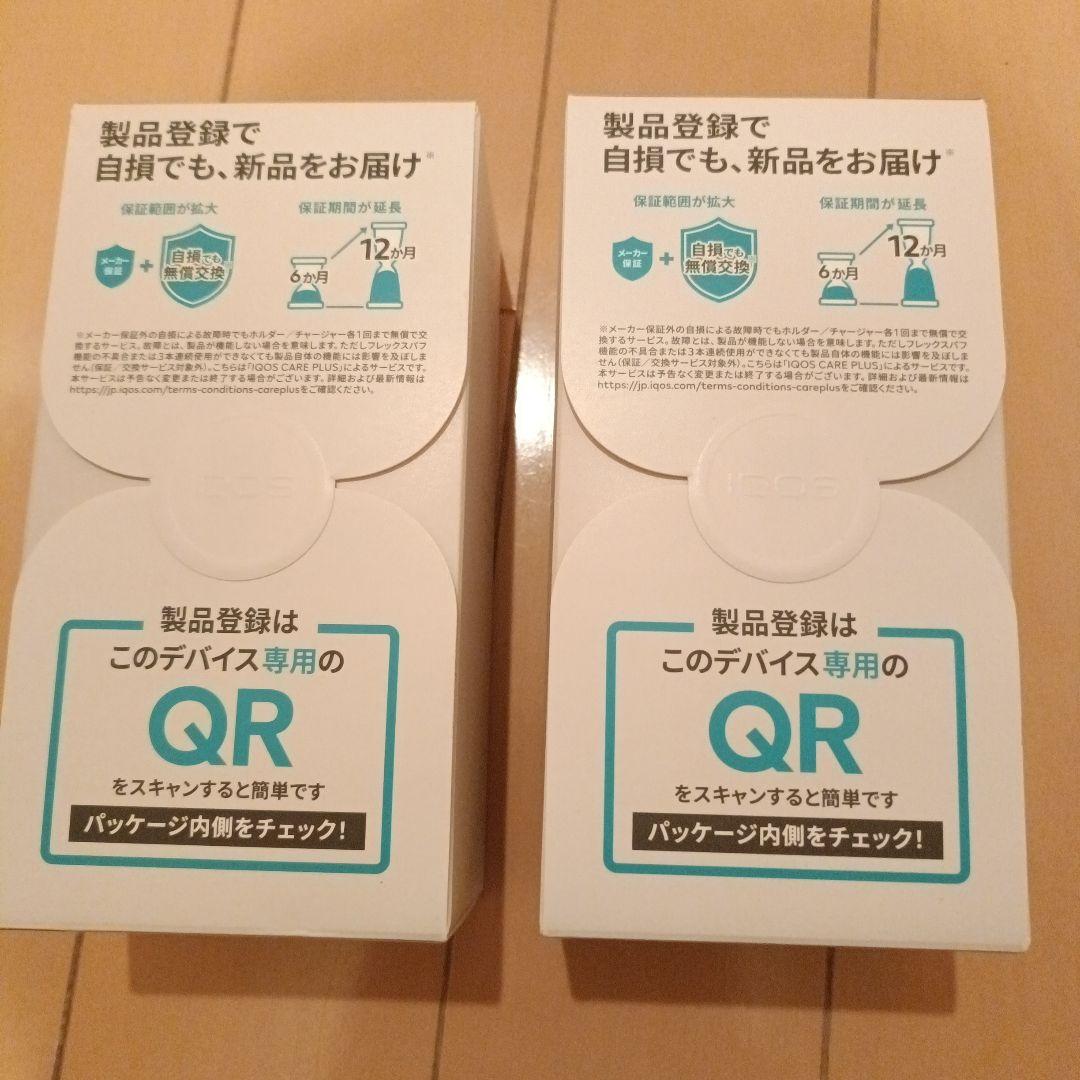 製品登録で
自損でも、新品をお届け※
保証範囲が拡大
保証期間が延長
メーカー
保証
+
自損でも
無償交換※
6か月
12か月
※メーカー保証外の自損による故障時でもホルダー／チャージャー各1回まで無償で交
換するサービス。故障とは、製品が機能しない場合を意味します。ただしフレックスパフ
機能の不具合または3本連続使用ができなくても製品自体の機能には影響を及ぼしま
せん（保証／交換サービス対象外）。こちらは「IQOS CARE PLUS」によるサービスです。
本サービスは予告なく変更または終了する場合がございます。詳細および最新情報は
https://jp.iqos.com/terms-conditions-careplusをご確認ください。
IQOS
製品登録は
このデバイス専用の
QR
をスキャンすると簡単です
パッケージ内側をチェック!
製品登録で
自損でも、新品をお届け※
保証範囲が拡大
保証期間が延長
メーカー
保証
+
自損でも
無償交換※
6か月
12か月
※メーカー保証外の自損による故障時でもホルダー／チャージャー各1回まで無償で交
換するサービス。故障とは、製品が機能しない場合を意味します。ただしフレックスパフ
機能の不具合または3本連続使用ができなくても製品自体の機能には影響を及ぼしま
せん（保証／交換サービス対象外）。こちらは「IQOS CARE PLUS」によるサービスです。
本サービスは予告なく変更または終了する場合がございます。詳細および最新情報は
https://jp.iqos.com/terms-conditions-careplusをご確認ください。
IQOS
製品登録は
このデバイス専用の
QR
をスキャンすると簡単です
パッケージ内側をチェック!